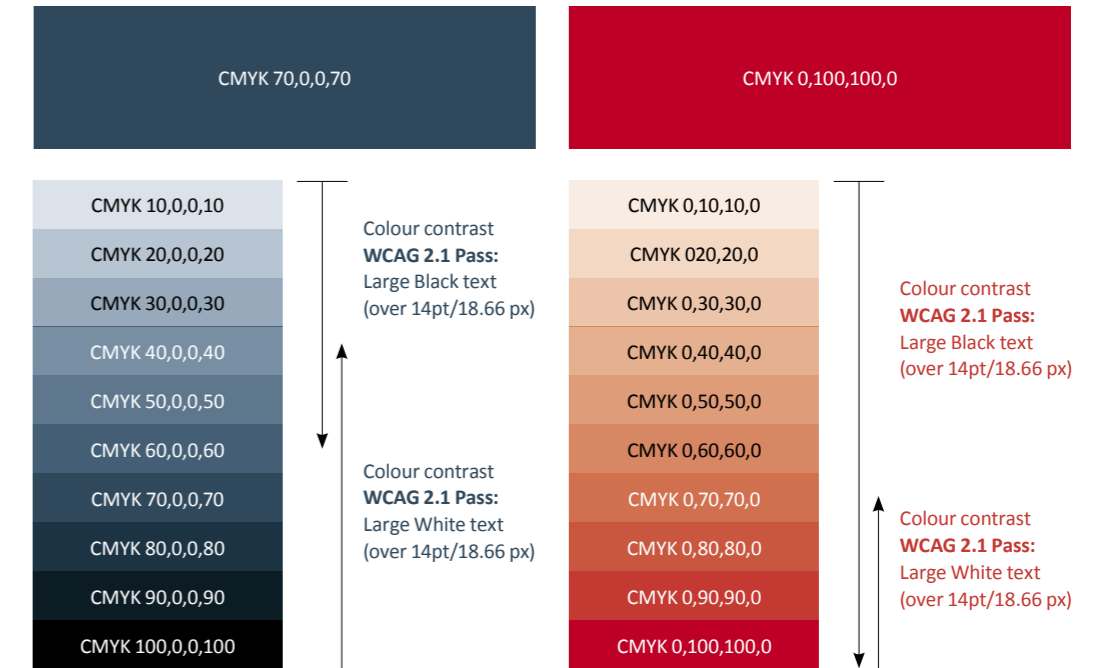 CMYK 70,0,0,70
CMYK 0,100,100,0
CMYK 10,0,0,10
CMYK 20,0,0,20
CMYK 30,0,0,30
CMYK 40,0,0,40
CMYK 50,0,0,50
CMYK 60,0,0,60
CMYK 70,0,0,70
CMYK 80,0,0,80
CMYK 90,0,0,90
CMYK 100,0,0,100
Colour contrast
WCAG 2.1 Pass:
Large Black text
(over 14pt/18.66 px)
Colour contrast
WCAG 2.1 Pass:
Large White text
(over 14pt/18.66 px)
CMYK 0,10,10,0
CMYK 020,20,0
CMYK 0,30,30,0
CMYK 0,40,40,0
CMYK 0,50,50,0
CMYK 0,60,60,0
CMYK 0,70,70,0
CMYK 0,80,80,0
CMYK 0,90,90,0
CMYK 0,100,100,0
Colour contrast
WCAG 2.1 Pass:
Large Black text
(over 14pt/18.66 px)
Colour contrast
WCAG 2.1 Pass:
Large White text
(over 14pt/18.66 px)